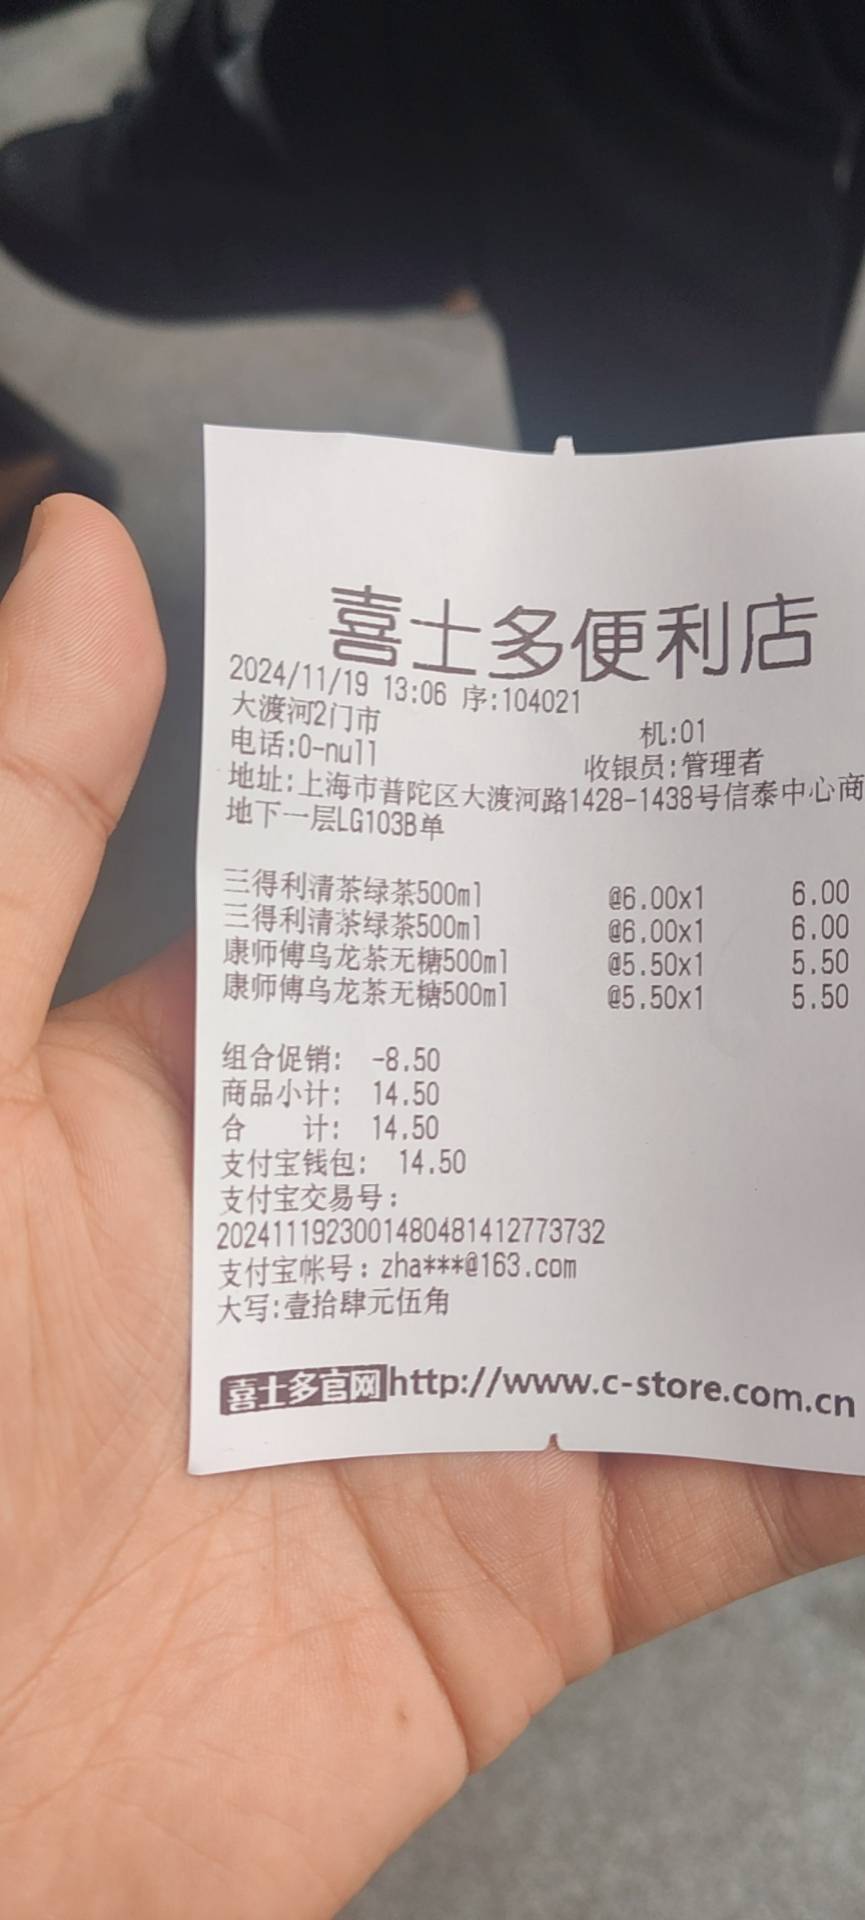 喜士多便利店
2024/11/19 13:06 序:104021
大渡河2门市 机:01
电话:0-null 收银员:管理者
地址:上海市普陀区大渡河路1428-1438号信泰中心商
地下一层LG103B单
三得利清茶绿茶500ml @6.00x1 6.00
三得利清茶绿茶500ml @6.00x1 6.00
康师傅乌龙茶无糖500ml @5.50x1 5.50
康师傅乌龙茶无糖500ml @5.50x1 5.50
组合促销: -8.50
商品小计: 14.50
合 计: 14.50
支付宝钱包: 14.50
支付宝交易号:
2024111923001480481412773732
支付宝帐号:zha***@163.com
大写:壹拾肆元伍角
喜士多官网http://www.c-store.com.cn